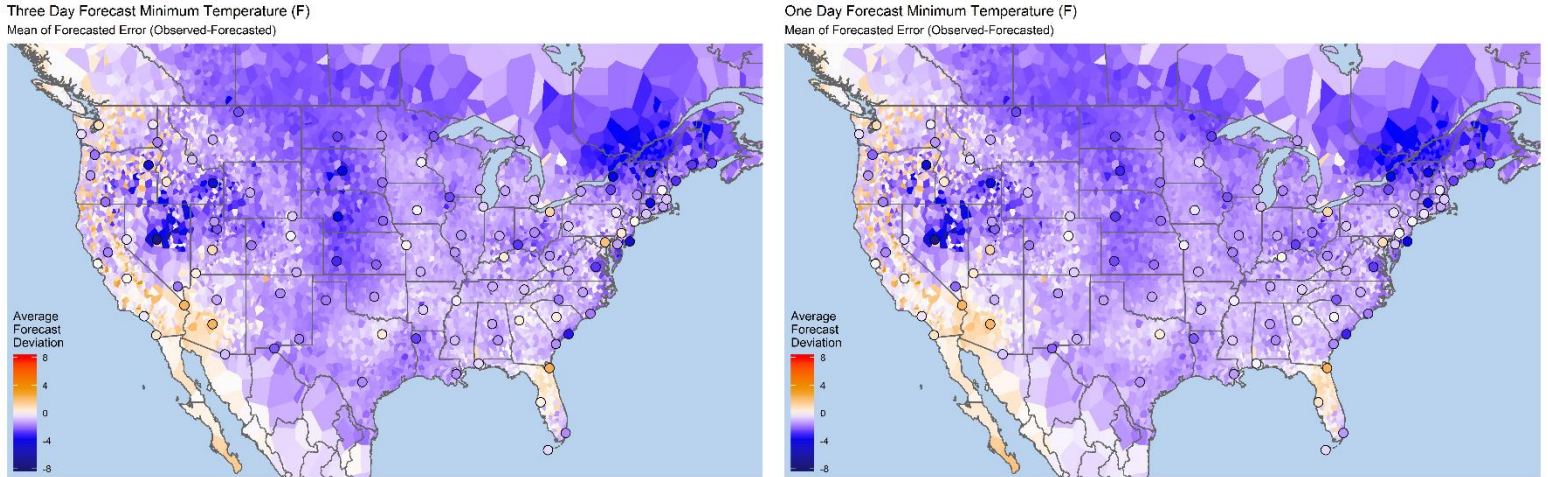 Three Day Forecast Minimum Temperature (F)
Mean of Forecasted Error (Observed-Forecasted)
Average
Forecast
Deviation
8
4
0
-4
-8
One Day Forecast Minimum Temperature (F)
Mean of Forecasted Error (Observed-Forecasted)
Average
Forecast
Deviation
8
4
0
-4
-8